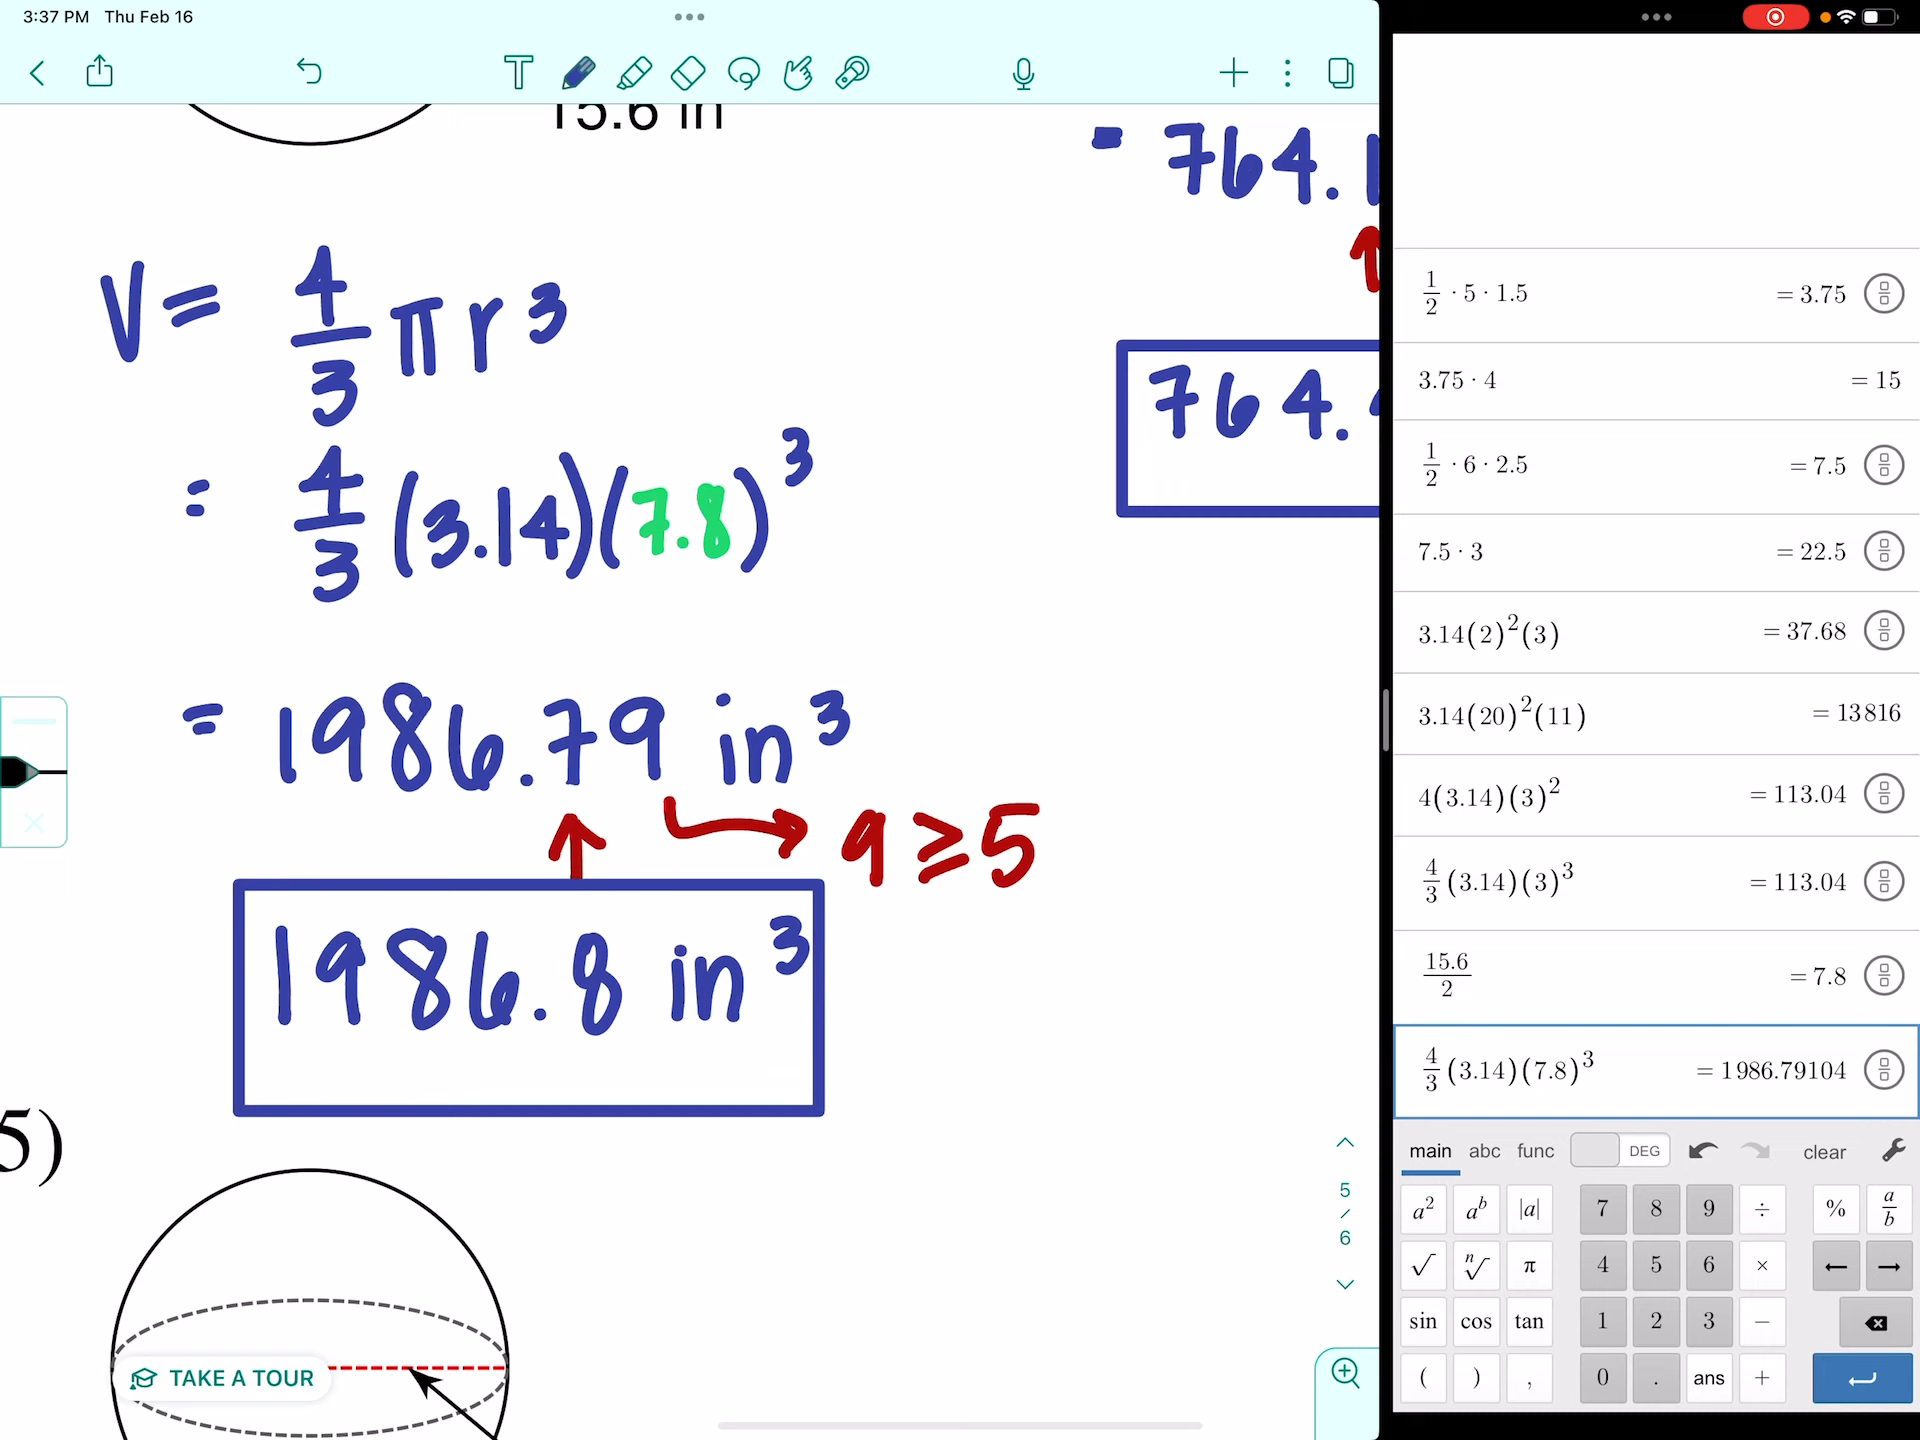 3:37 PM Thu Feb 16
15.6 in
= 764.1
V = 4/3 π r³
764.
= 4/3 (3.14)(7.8)³
= 1986.79 in³
9 ≥ 5
1986.8 in³
5)
TAKE A TOUR
5
/
6
1/2 · 5 · 1.5 = 3.75
3.75 · 4 = 15
1/2 · 6 · 2.5 = 7.5
7.5 · 3 = 22.5
3.14(2)²(3) = 37.68
3.14(20)²(11) = 13816
4(3.14)(3)² = 113.04
4/3 (3.14)(3)³ = 113.04
15.6/2 = 7.8
4/3 (3.14)(7.8)³ = 1986.79104
main abc func DEG clear
a² aᵇ |a| 7 8 9 ÷ % a/b
√ ⁿ√ π 4 5 6 × ← →
sin cos tan 1 2 3 −
( ) , 0 . ans +